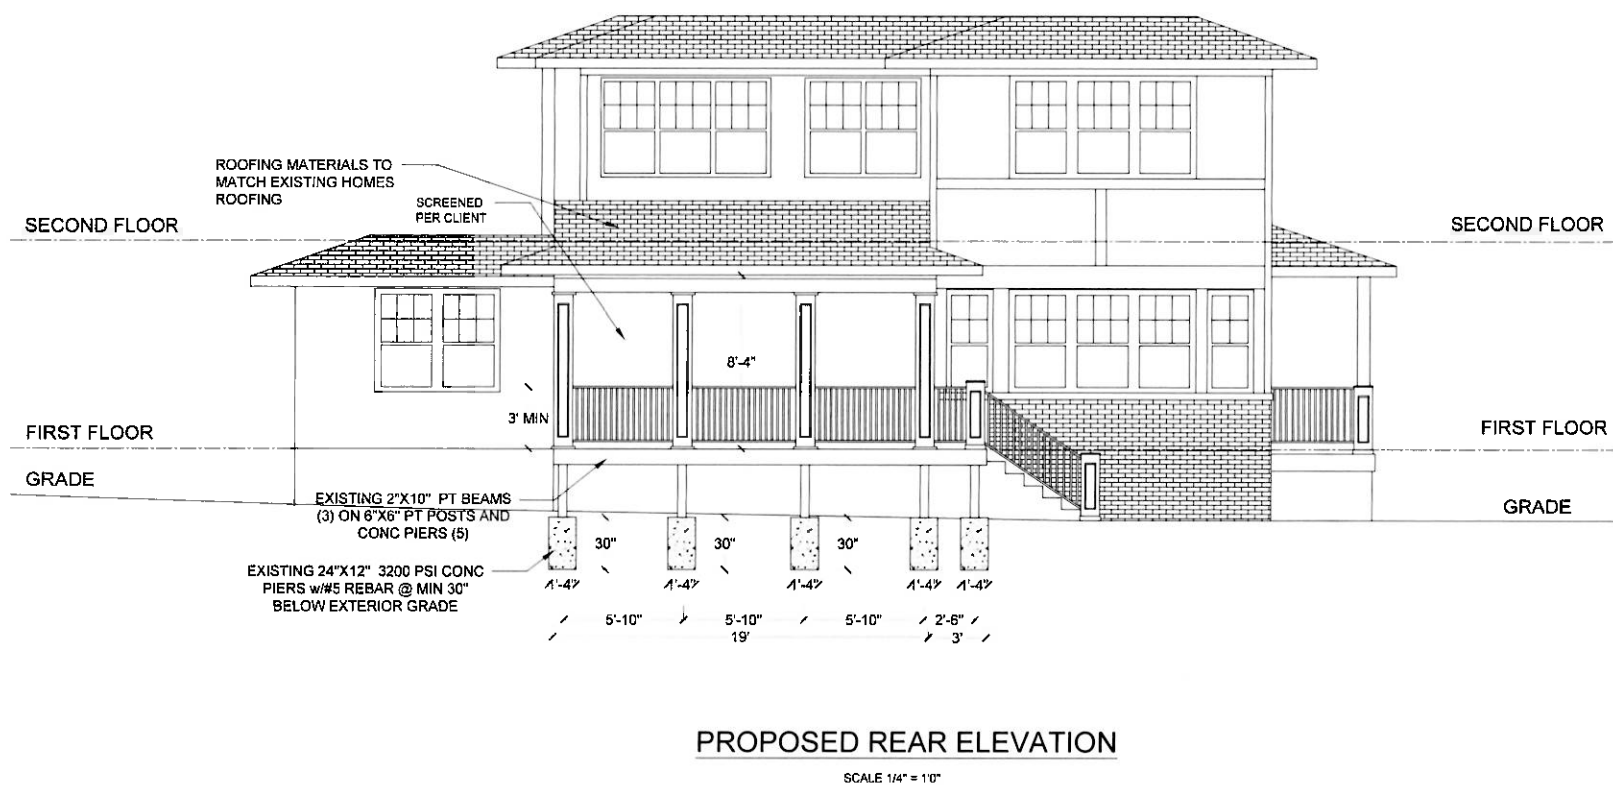 ROOFING MATERIALS TO
MATCH EXISTING HOMES
ROOFING
SCREENED
PER CLIENT
SECOND FLOOR
SECOND FLOOR
8'-4"
3' MIN
FIRST FLOOR
FIRST FLOOR
GRADE
GRADE
EXISTING 2"X10" PT BEAMS
(3) ON 6"X6" PT POSTS AND
CONC PIERS (5)
30"
30"
30"
EXISTING 24"X12" 3200 PSI CONC
PIERS w/#5 REBAR @ MIN 30"
BELOW EXTERIOR GRADE
1'-4"
1'-4"
1'-4"
1'-4"
1'-4"
5'-10"
5'-10"
5'-10"
2'-6"
19'
3'
PROPOSED REAR ELEVATION
SCALE 1/4" = 1'0"